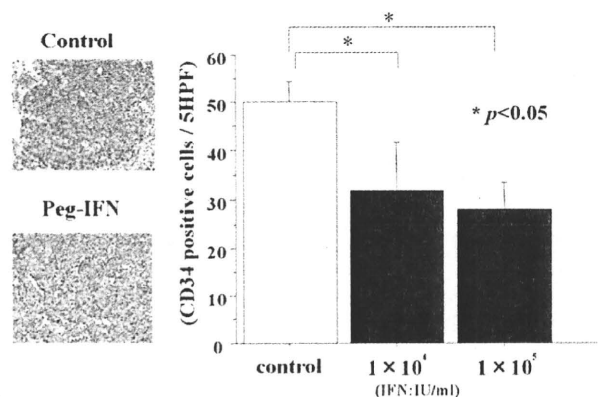 Control
Peg-IFN
(CD34 positive cells / 5HPF)
60
50
40
30
20
10
0
*
*
* p<0.05
control
1 × 10⁴
1 × 10⁵
(IFN:IU/ml)